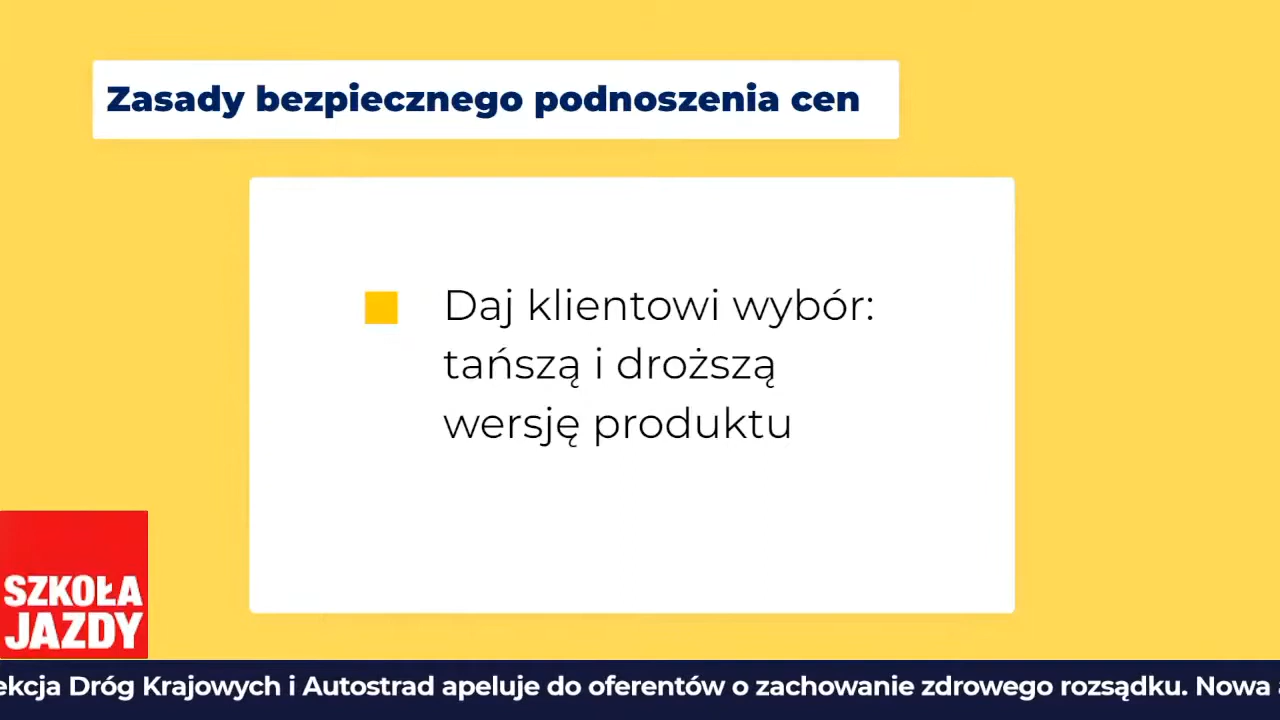 Zasady bezpiecznego podnoszenia cen
Daj klientowi wybór:
tańszą i droższą
wersję produktu
SZKOŁA
JAZDY
ekcja Dróg Krajowych i Autostrad apeluje do oferentów o zachowanie zdrowego rozsądku. Nowa